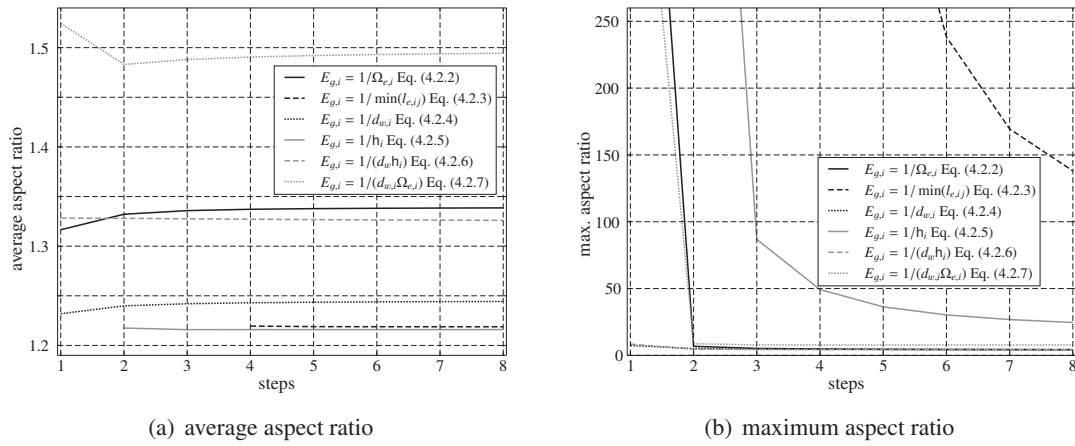 1.5
1.4
1.3
1.2
average aspect ratio
E_{g,i} = 1/Ω_{e,i} Eq. (4.2.2)
E_{g,i} = 1/ min(l_{e,ij}) Eq. (4.2.3)
E_{g,i} = 1/d_{w,i} Eq. (4.2.4)
E_{g,i} = 1/h_i Eq. (4.2.5)
E_{g,i} = 1/(d_w h_i) Eq. (4.2.6)
E_{g,i} = 1/(d_{w,i}Ω_{e,i}) Eq. (4.2.7)
1 2 3 4 5 6 7 8
steps
(a) average aspect ratio
250
200
150
100
50
0
max. aspect ratio
E_{g,i} = 1/Ω_{e,i} Eq. (4.2.2)
E_{g,i} = 1/ min(l_{e,ij}) Eq. (4.2.3)
E_{g,i} = 1/d_{w,i} Eq. (4.2.4)
E_{g,i} = 1/h_i Eq. (4.2.5)
E_{g,i} = 1/(d_w h_i) Eq. (4.2.6)
E_{g,i} = 1/(d_{w,i}Ω_{e,i}) Eq. (4.2.7)
1 2 3 4 5 6 7 8
steps
(b) maximum aspect ratio